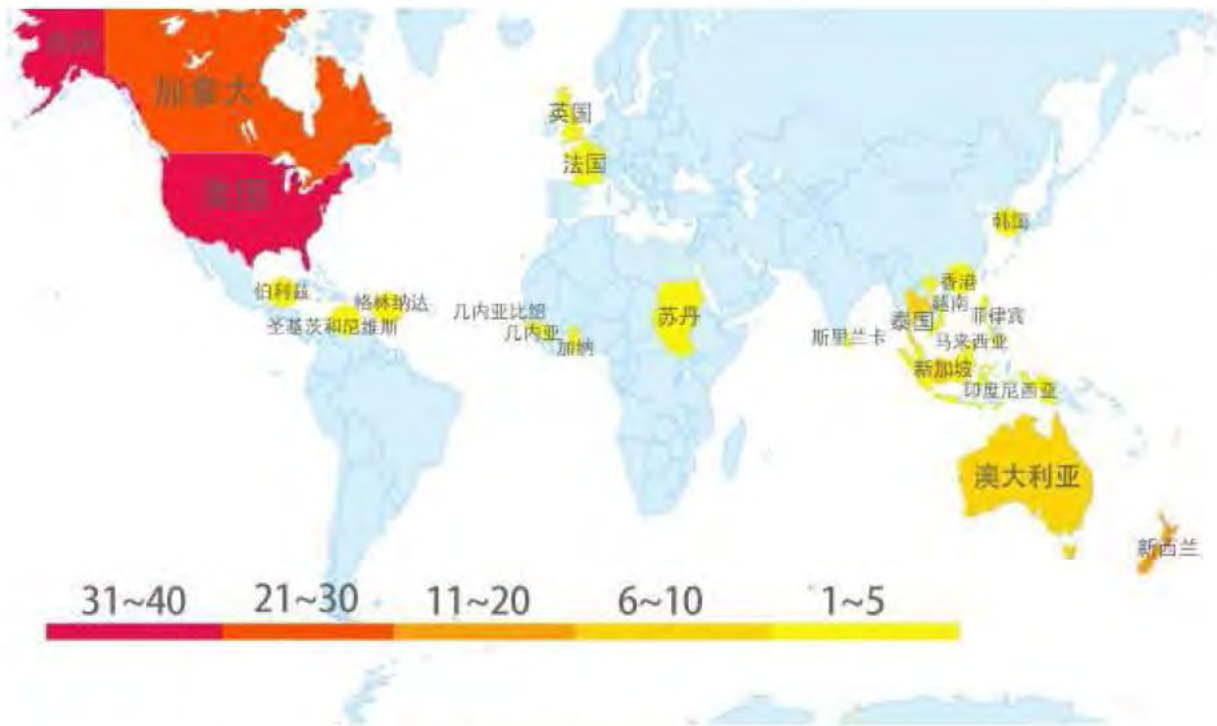 美国
加拿大
英国
法国
美国
韩国
伯利兹
格林纳达
圣基茨和尼维斯
几内亚比绍
几内亚
加纳
苏丹
香港
越南
泰国
菲律宾
斯里兰卡
马来西亚
新加坡
印度尼西亚
澳大利亚
新西兰
31~40
21~30
11~20
6~10
1~5